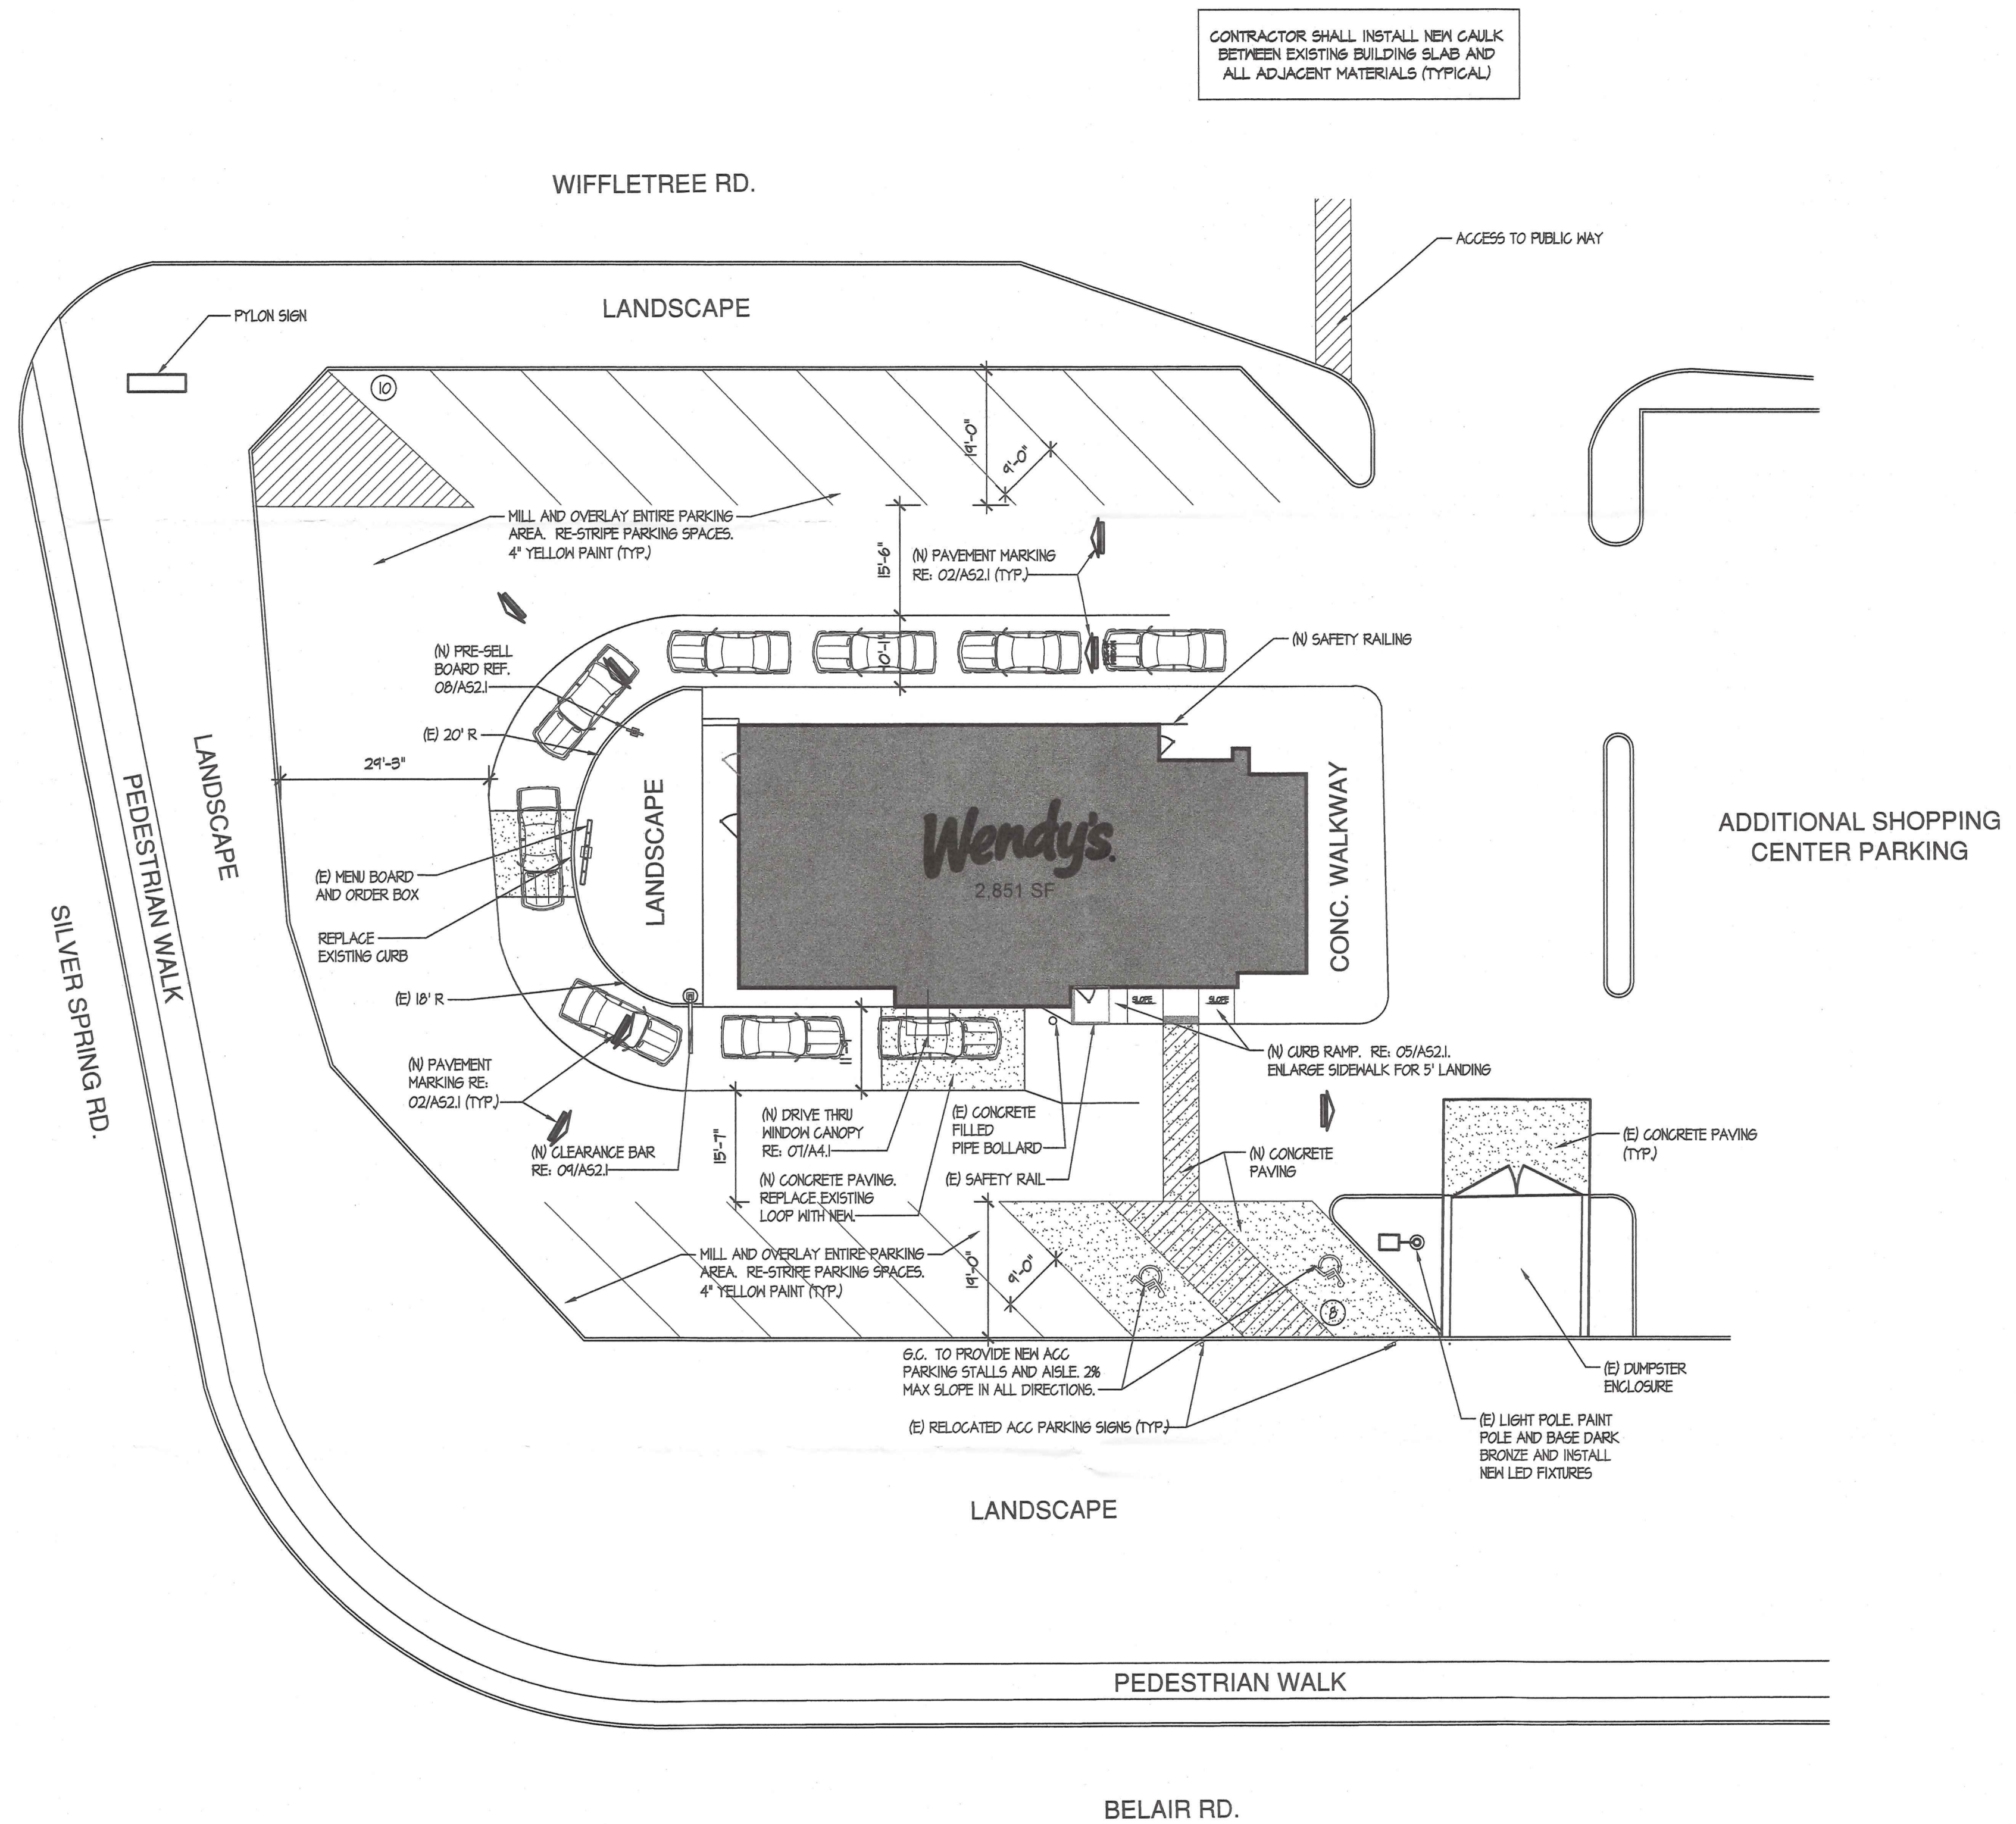 CONTRACTOR SHALL INSTALL NEW CAULK
BETWEEN EXISTING BUILDING SLAB AND
ALL ADJACENT MATERIALS (TYPICAL)
WIFFLETREE RD.
ACCESS TO PUBLIC WAY
LANDSCAPE
PYLON SIGN
10
19'-0"
9'-0"
MILL AND OVERLAY ENTIRE PARKING
AREA. RE-STRIPE PARKING SPACES.
4" YELLOW PAINT (TYP.)
15'-6"
(N) PAVEMENT MARKING
RE: 02/AS2.1 (TYP.)
(N) PRE-SELL
BOARD REF.
08/AS2.1
10'-1"
(N) SAFETY RAILING
(E) 20' R
29'-3"
LANDSCAPE
PEDESTRIAN WALK
SILVER SPRING RD.
LANDSCAPE
Wendy's.
2,851 SF
CONC. WALKWAY
ADDITIONAL SHOPPING
CENTER PARKING
(E) MENU BOARD
AND ORDER BOX
REPLACE
EXISTING CURB
(E) 18' R
SLOPE
SLOPE
11'-9"
(N) CURB RAMP. RE: 05/AS2.1.
ENLARGE SIDEWALK FOR 5' LANDING
(N) PAVEMENT
MARKING RE:
02/AS2.1 (TYP.)
(N) CLEARANCE BAR
RE: 09/AS2.1
15'-7"
(N) DRIVE THRU
WINDOW CANOPY
RE: 07/A4.1
(E) CONCRETE
FILLED
PIPE BOLLARD
(N) CONCRETE PAVING.
REPLACE EXISTING
LOOP WITH NEW.
(E) SAFETY RAIL
(N) CONCRETE
PAVING
(E) CONCRETE PAVING
(TYP.)
MILL AND OVERLAY ENTIRE PARKING
AREA. RE-STRIPE PARKING SPACES.
4" YELLOW PAINT (TYP.)
19'-0"
9'-0"
8
G.C. TO PROVIDE NEW ACC
PARKING STALLS AND AISLE. 2%
MAX SLOPE IN ALL DIRECTIONS.
(E) RELOCATED ACC PARKING SIGNS (TYP.)
(E) DUMPSTER
ENCLOSURE
(E) LIGHT POLE. PAINT
POLE AND BASE DARK
BRONZE AND INSTALL
NEW LED FIXTURES
LANDSCAPE
PEDESTRIAN WALK
BELAIR RD.